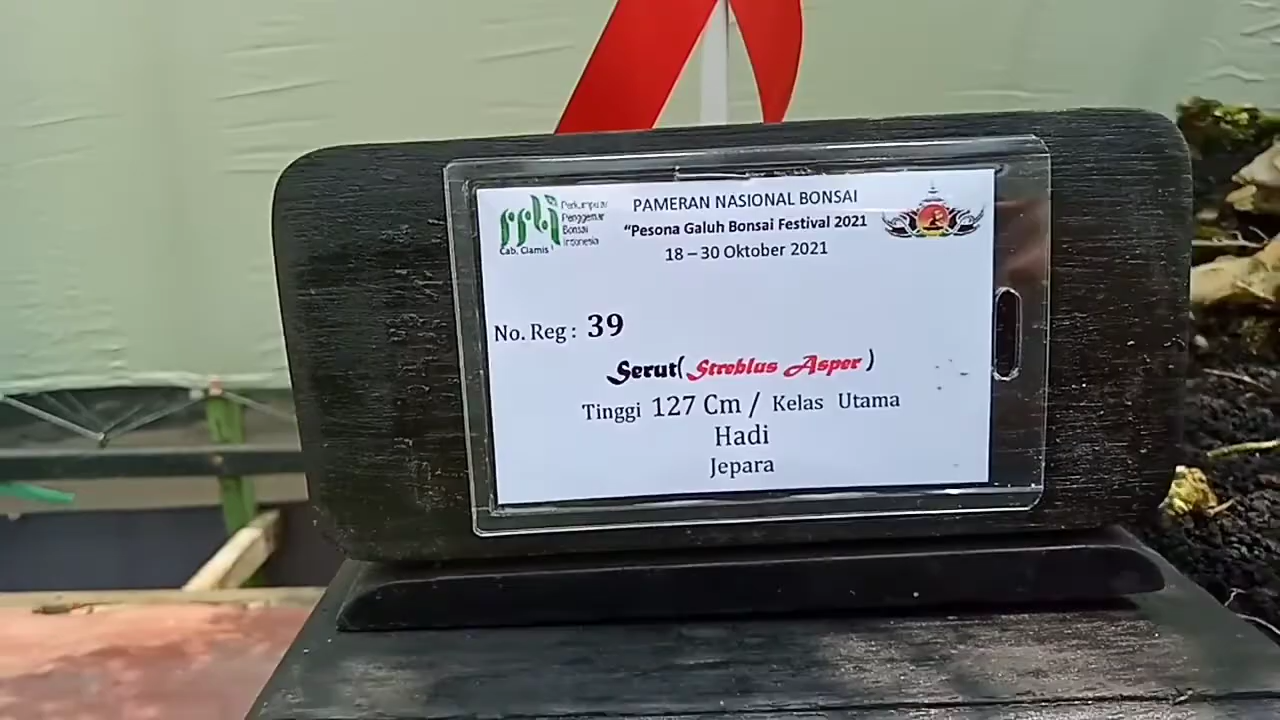 ppbi
Perkumpulan
Penggemar
Bonsai
Indonesia
Cab. Ciamis
PAMERAN NASIONAL BONSAI
"Pesona Galuh Bonsai Festival 2021
18 – 30 Oktober 2021
No. Reg : 39
Serut( Streblus Asper )
Tinggi 127 Cm / Kelas Utama
Hadi
Jepara